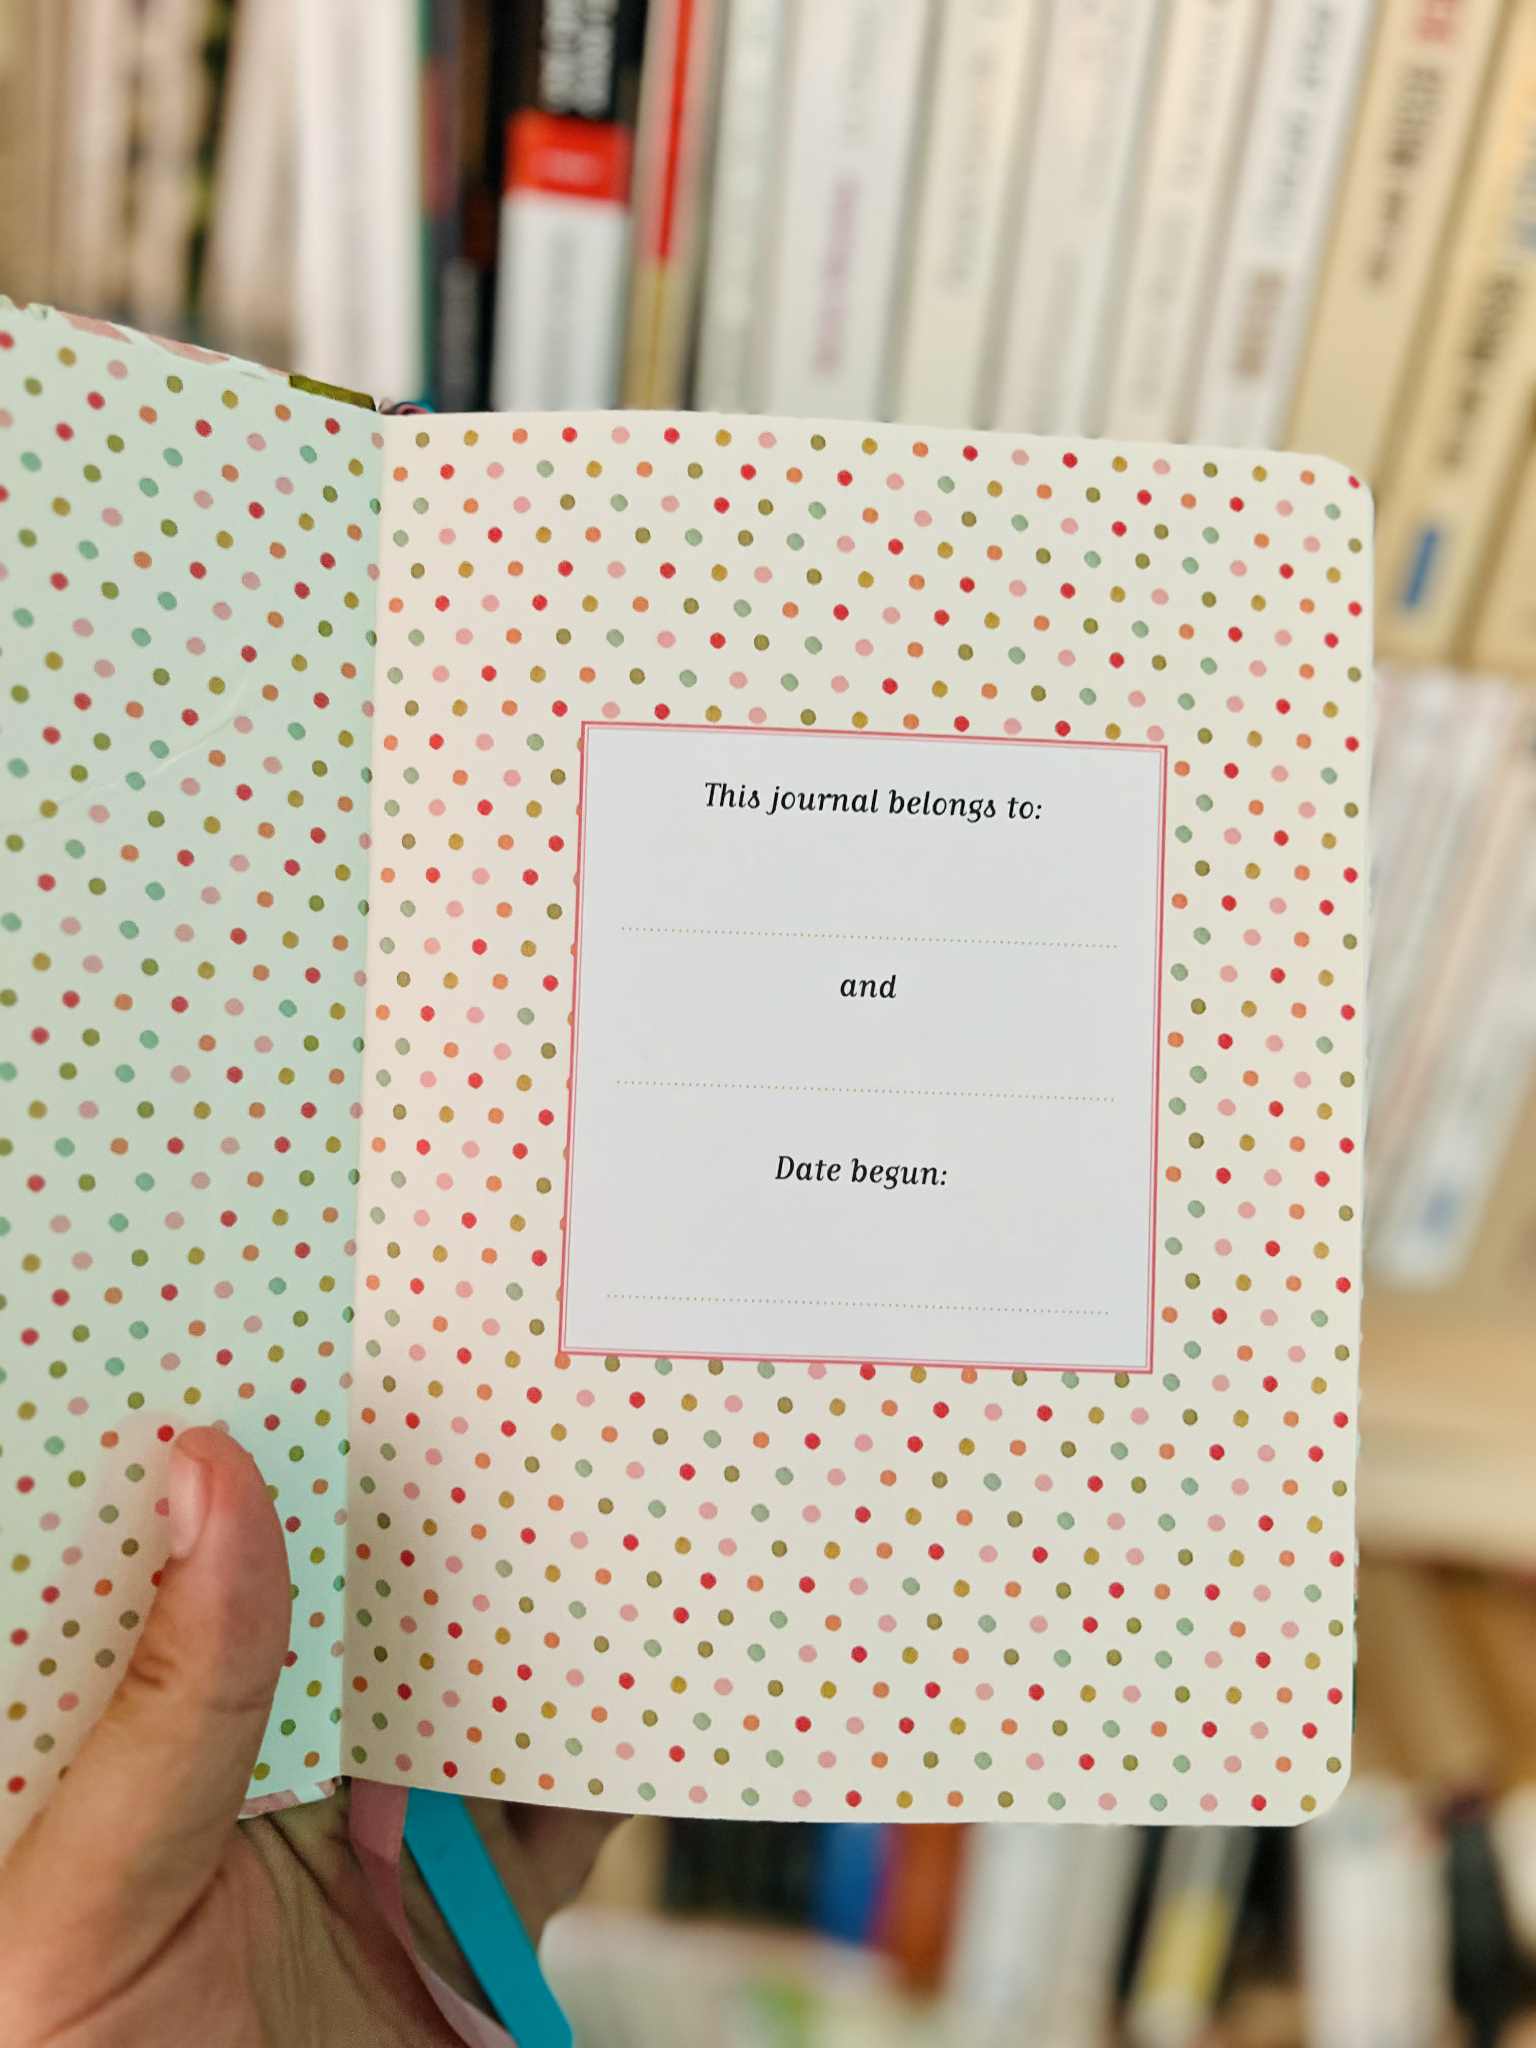 This journal belongs to:
and
Date begun: